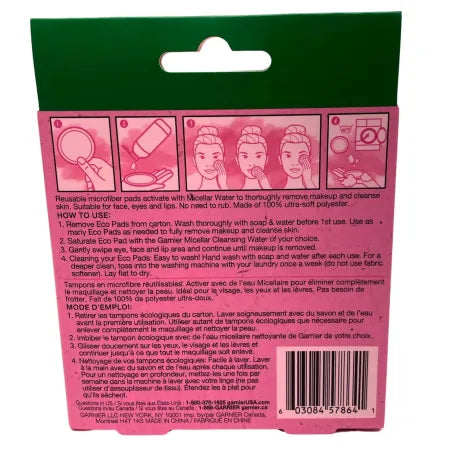 1 2 3 4
Reusable microfiber pads activate with Micellar Water to thoroughly remove makeup and cleanse
skin. Suitable for face, eyes and lips. No need to rub. Made of 100% ultra-soft polyester.
HOW TO USE:
1. Remove Eco Pads from carton. Wash thoroughly with soap & water before 1st use. Use as
many Eco Pads as needed to fully remove makeup and cleanse skin.
2. Saturate Eco Pad with the Garnier Micellar Cleansing Water of your choice.
3. Gently swipe eye, face and lip area and continue until makeup is removed.
4. Cleaning your Eco Pads: Easy to wash! Hand wash with soap and water after each use. For a
deeper clean, toss into the washing machine with your laundry once a week (do not use fabric
softener). Lay flat to dry.
Tampons en microfibre réutilisables. Activer avec de l'eau Micellaire pour éliminer complètement
le maquillage et nettoyer la peau. Idéal pour le visage, les yeux et les lèvres. Pas besoin de
frotter. Fait de 100% de polyester ultra-doux.
MODE D'EMPLOI:
1. Retirer les tampons écologiques du carton. Laver soigneusement avec du savon et de l'eau
avant la première utilisation. Utiliser autant de tampons écologiques que nécessaire pour
enlever complètement le maquillage et nettoyer la peau.
2. Imbiber le tampon écologique avec de l'eau micellaire nettoyante de Garnier de votre choix.
3. Glisser doucement sur les yeux, le visage et les lèvres et
continuer jusqu'à ce que tout le maquillage soit enlevé.
4. Nettoyage de vos tampons écologiques: Facile à laver. Laver
à la main avec du savon et de l'eau après chaque utilisation.
Pour un nettoyage en profondeur, mettez-les une fois par
semaine dans la machine à laver avec votre linge (ne pas
utiliser d'assouplisseur de tissu). Étendez les à plat pour
qu'ils sèchent.
Questions in US / 1-800-370-1925 garnierUSA.com
Questions au/in Canada / 1-866-GARNIER garnier.ca
GARNIER LLC NEW YORK, NY 10001 imp. by/par GARNIER Canada,
Montreal H4T 1K5 MADE IN CHINA / FABRIQUÉ EN CHINE
6 03084 57864 1